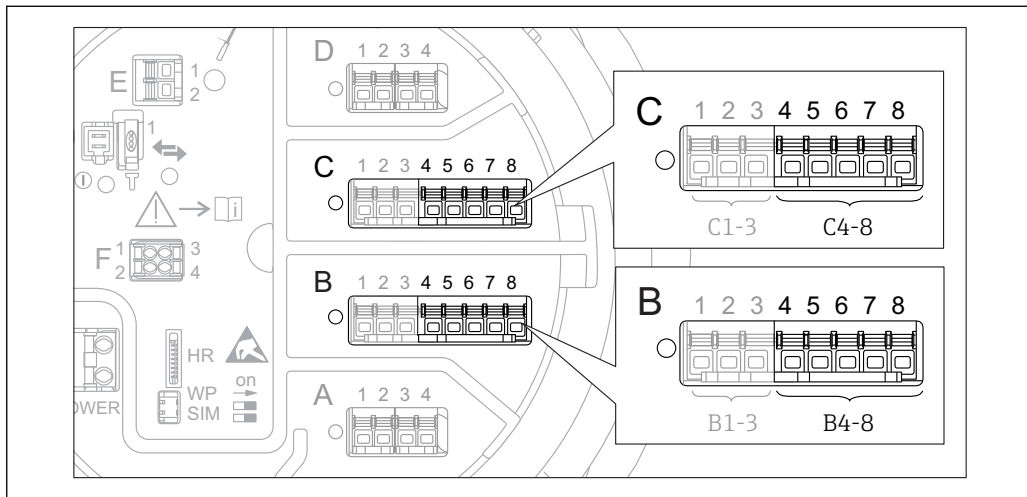 D 1 2 3 4
E 1
2
1
C 1 2 3 4 5 6 7 8
i
F 1 3
2 4
B 1 2 3 4 5 6 7 8
HR
on
WP
SIM
OWER
A 1 2 3 4
C 1 2 3 4 5 6 7 8
C1-3 C4-8
B 1 2 3 4 5 6 7 8
B1-3 B4-8